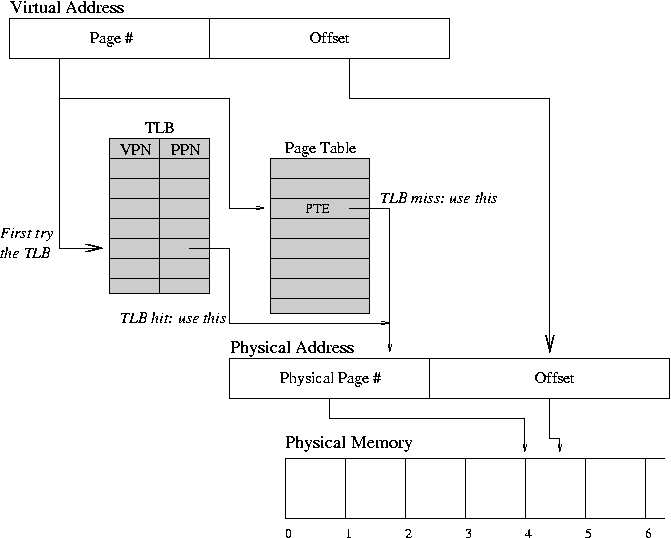 Virtual Address
Page #
Offset
TLB
VPN
PPN
Page Table
PTE
TLB miss: use this
First try
the TLB
TLB hit: use this
Physical Address
Physical Page #
Offset
Physical Memory
0
1
2
3
4
5
6